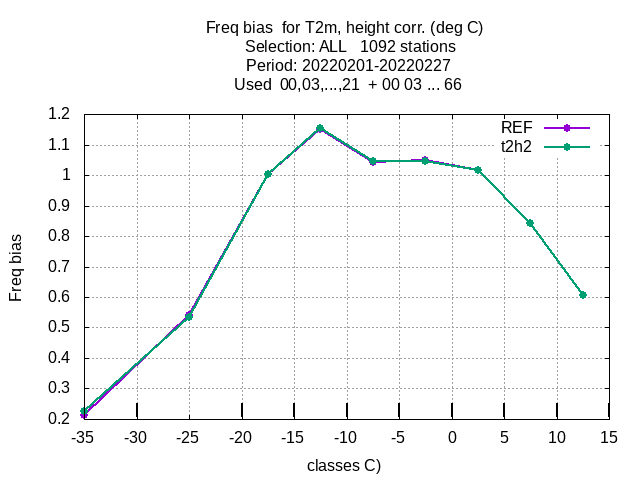 Freq bias  for T2m, height corr. (deg C)
Selection: ALL   1092 stations
Period: 20220201-20220227
Used  00,03,...,21  + 00 03 ... 66
REF
t2h2
Freq bias
1.2
1.1
1
0.9
0.8
0.7
0.6
0.5
0.4
0.3
0.2
-35 -30 -25 -20 -15 -10 -5 0 5 10 15
classes C)